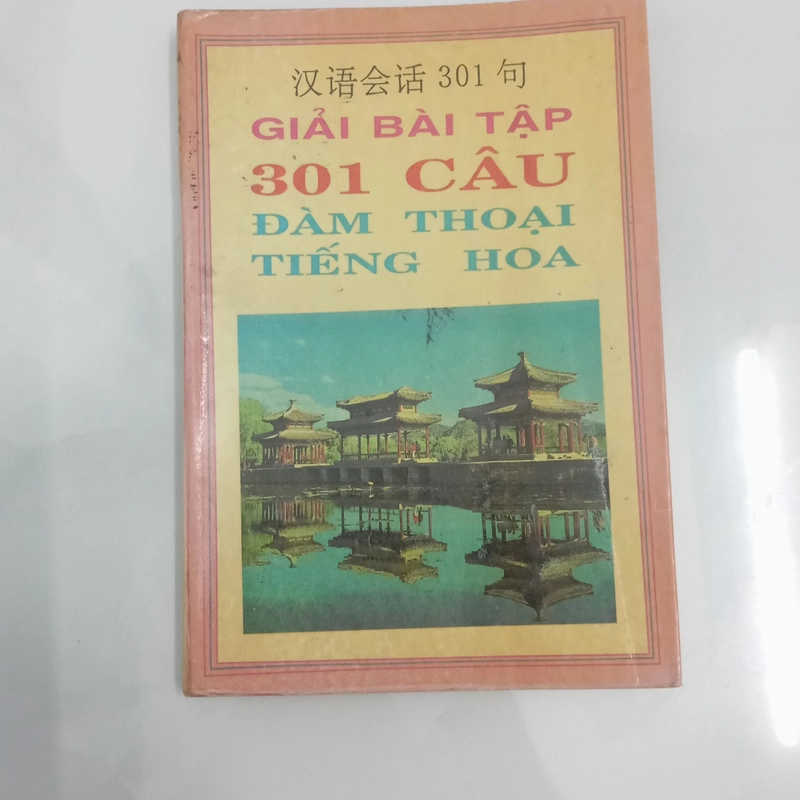 汉语会话 301 句
GIẢI BÀI TẬP
301 CÂU
ĐÀM THOẠI
TIẾNG HOA